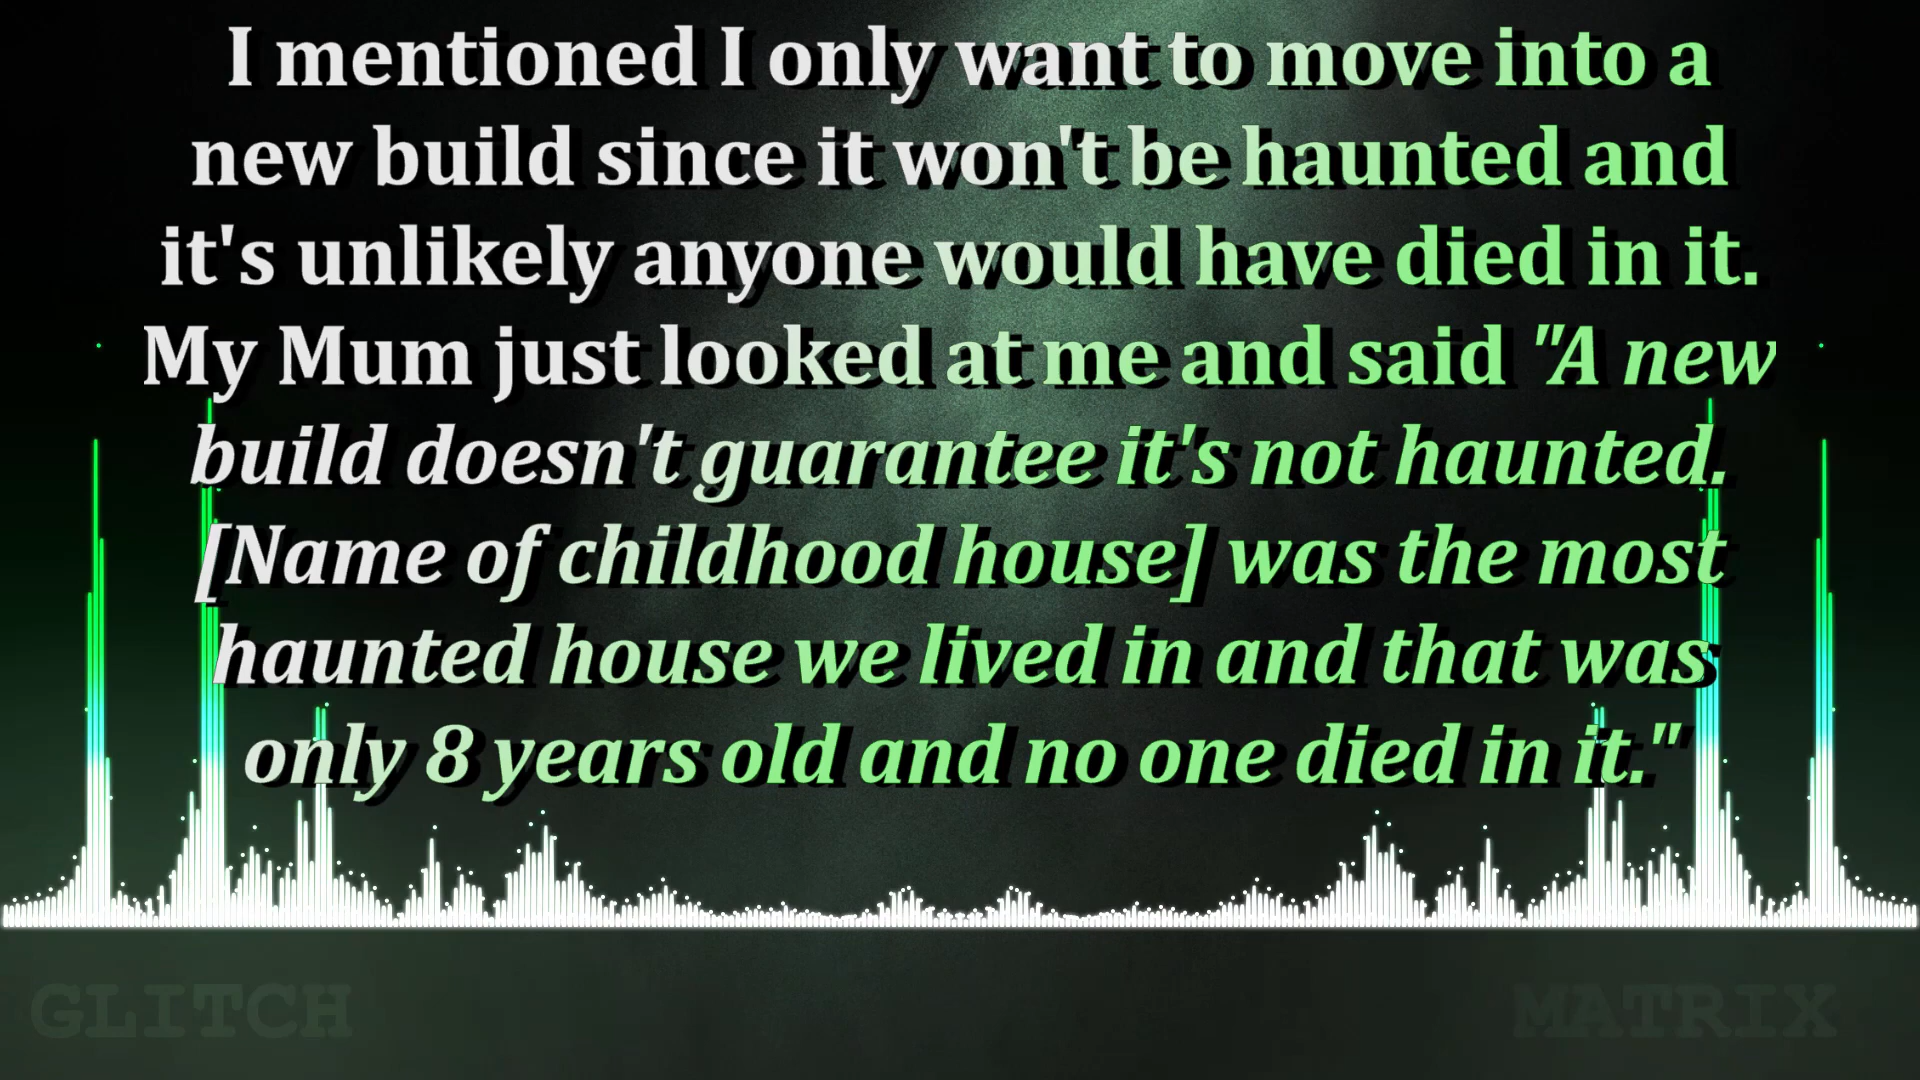 I mentioned I only want to move into a
new build since it won't be haunted and
it's unlikely anyone would have died in it.
My Mum just looked at me and said "A new
build doesn't guarantee it's not haunted.
[Name of childhood house] was the most
haunted house we lived in and that was
only 8 years old and no one died in it."
GLITCH
MATRIX